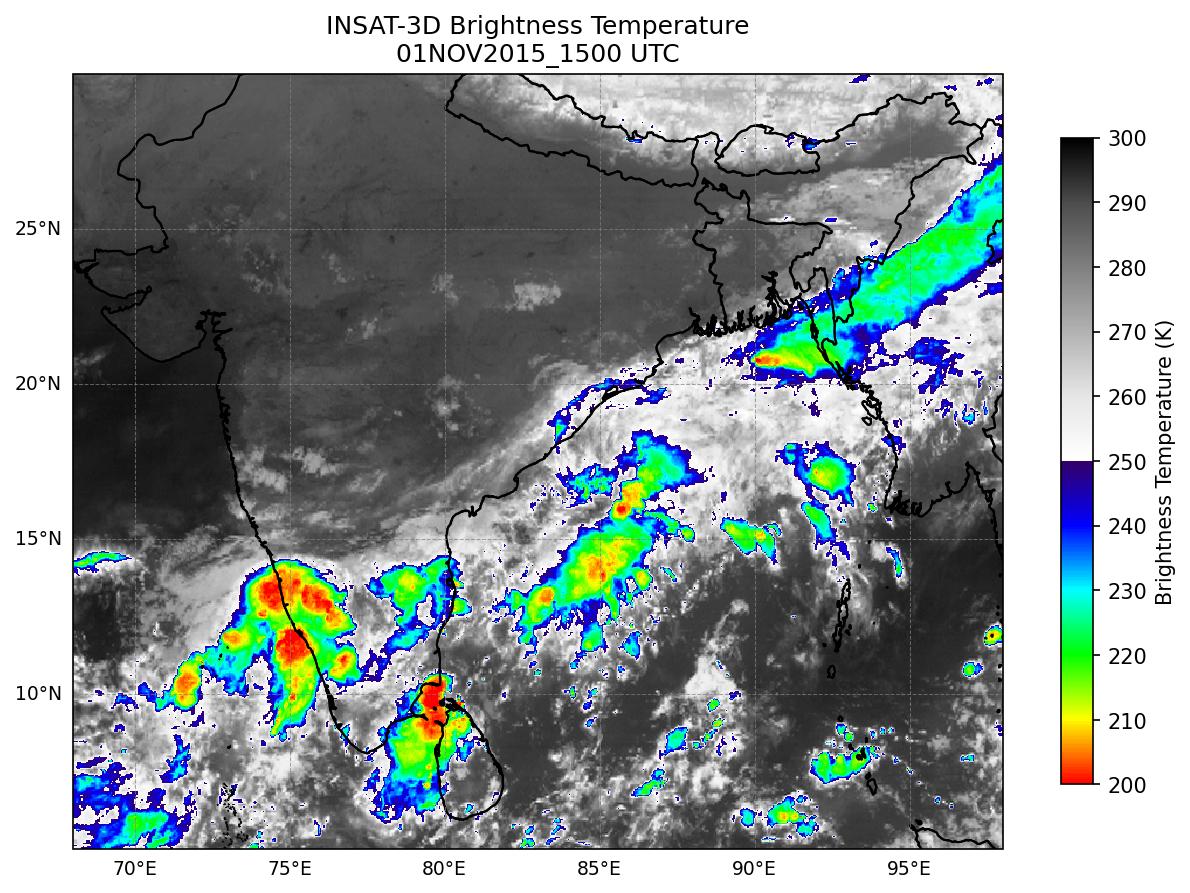 INSAT-3D Brightness Temperature
01NOV2015_1500 UTC
25°N
20°N
15°N
10°N
70°E
75°E
80°E
85°E
90°E
95°E
300
290
280
270
260
250
240
230
220
210
200
Brightness Temperature (K)